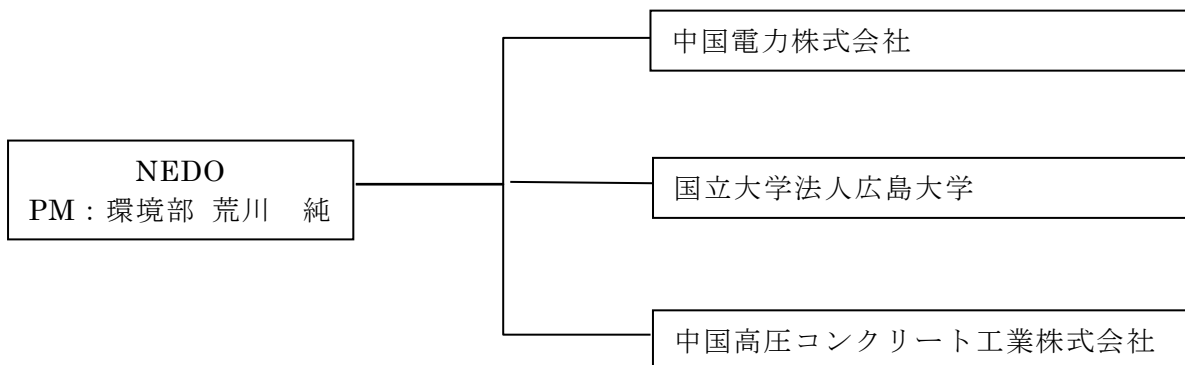 中国電力株式会社
NEDO
PM:環境部 荒川 純
国立大学法人広島大学
中国高圧コンクリート工業株式会社